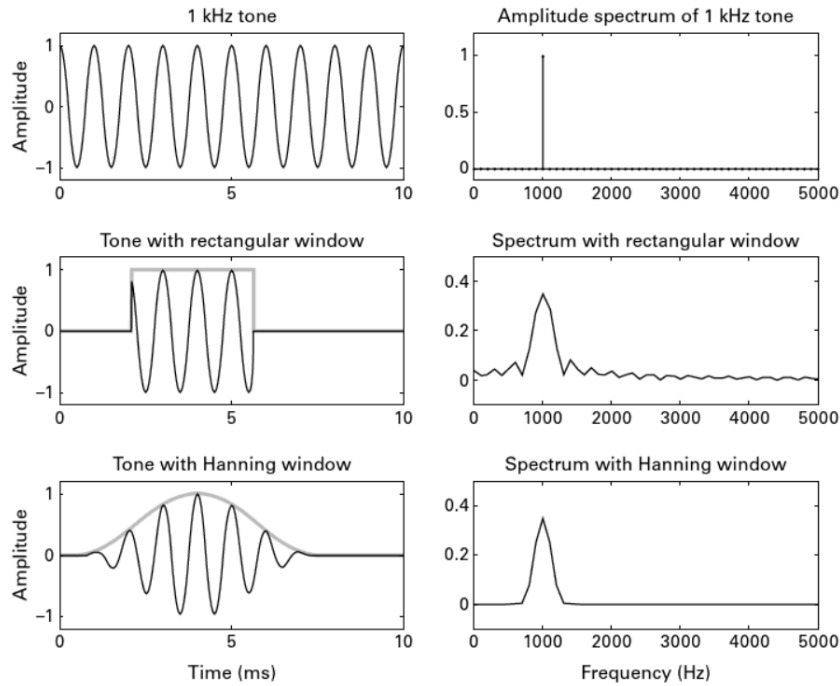 1 kHz tone
Amplitude
1
0
−1
0 5 10
Amplitude spectrum of 1 kHz tone
1
0.5
0
0 1000 2000 3000 4000 5000
Tone with rectangular window
Amplitude
1
0
−1
0 5 10
Spectrum with rectangular window
0.4
0.2
0
0 1000 2000 3000 4000 5000
Tone with Hanning window
Amplitude
1
0
−1
0 5 10
Time (ms)
Spectrum with Hanning window
0.4
0.2
0
0 1000 2000 3000 4000 5000
Frequency (Hz)